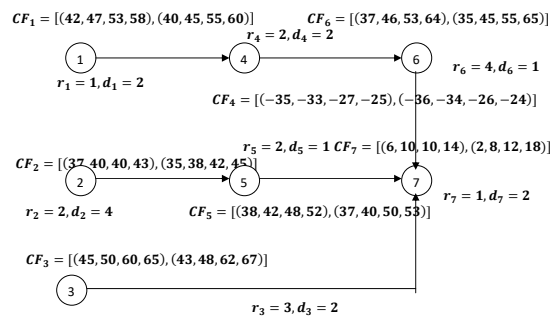 CF₁ = [(42, 47, 53, 58), (40, 45, 55, 60)]
CF₆ = [(37, 46, 53, 64), (35, 45, 55, 65)]
r₄ = 2, d₄ = 2
1
4
6
r₁ = 1, d₁ = 2
r₆ = 4, d₆ = 1
CF₄ = [(−35, −33, −27, −25), (−36, −34, −26, −24)]
r₅ = 2, d₅ = 1
CF₇ = [(6, 10, 10, 14), (2, 8, 12, 18)]
CF₂ = [(37, 40, 40, 43), (35, 38, 42, 45)]
2
5
7
r₇ = 1, d₇ = 2
r₂ = 2, d₂ = 4
CF₅ = [(38, 42, 48, 52), (37, 40, 50, 53)]
CF₃ = [(45, 50, 60, 65), (43, 48, 62, 67)]
3
r₃ = 3, d₃ = 2